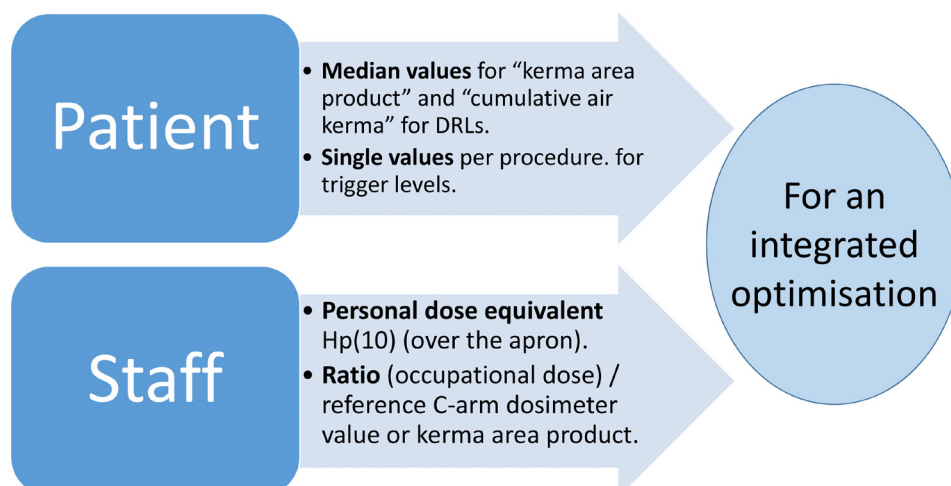 Patient
• Median values for “kerma area
product” and “cumulative air
kerma” for DRLs.
• Single values per procedure. for
trigger levels.
For an
integrated
optimisation
Staff
• Personal dose equivalent
Hp(10) (over the apron).
• Ratio (occupational dose) /
reference C-arm dosimeter
value or kerma area product.